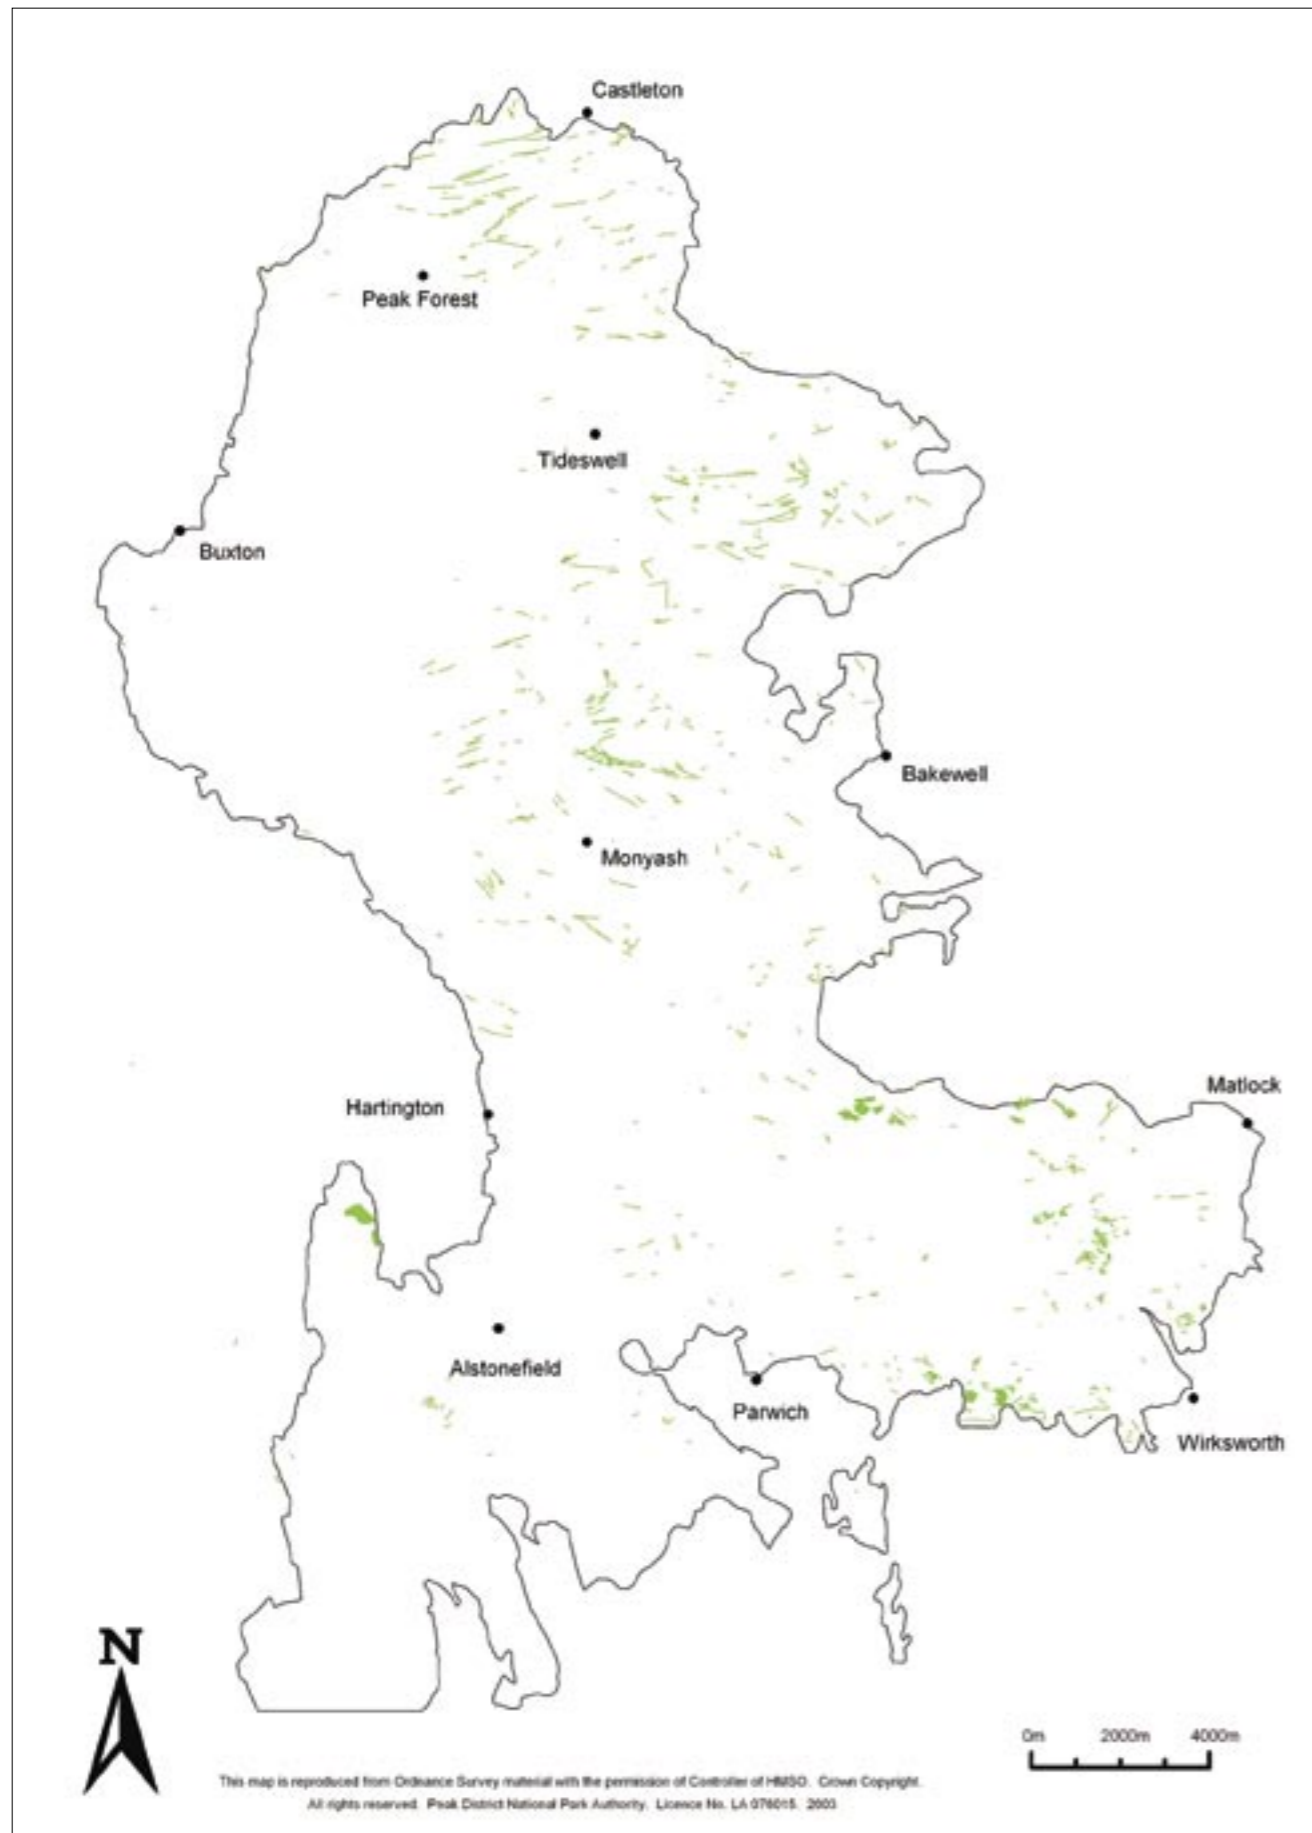 Castleton
Peak Forest
Tideswell
Buxton
Bakewell
Monyash
Hartington
Matlock
Alstonefield
Parwich
Wirksworth
N
0m 2000m 4000m
This map is reproduced from Ordnance Survey material with the permission of Controller of HMSO. Crown Copyright.
All rights reserved. Peak District National Park Authority. Licence No. LA 076015. 2003